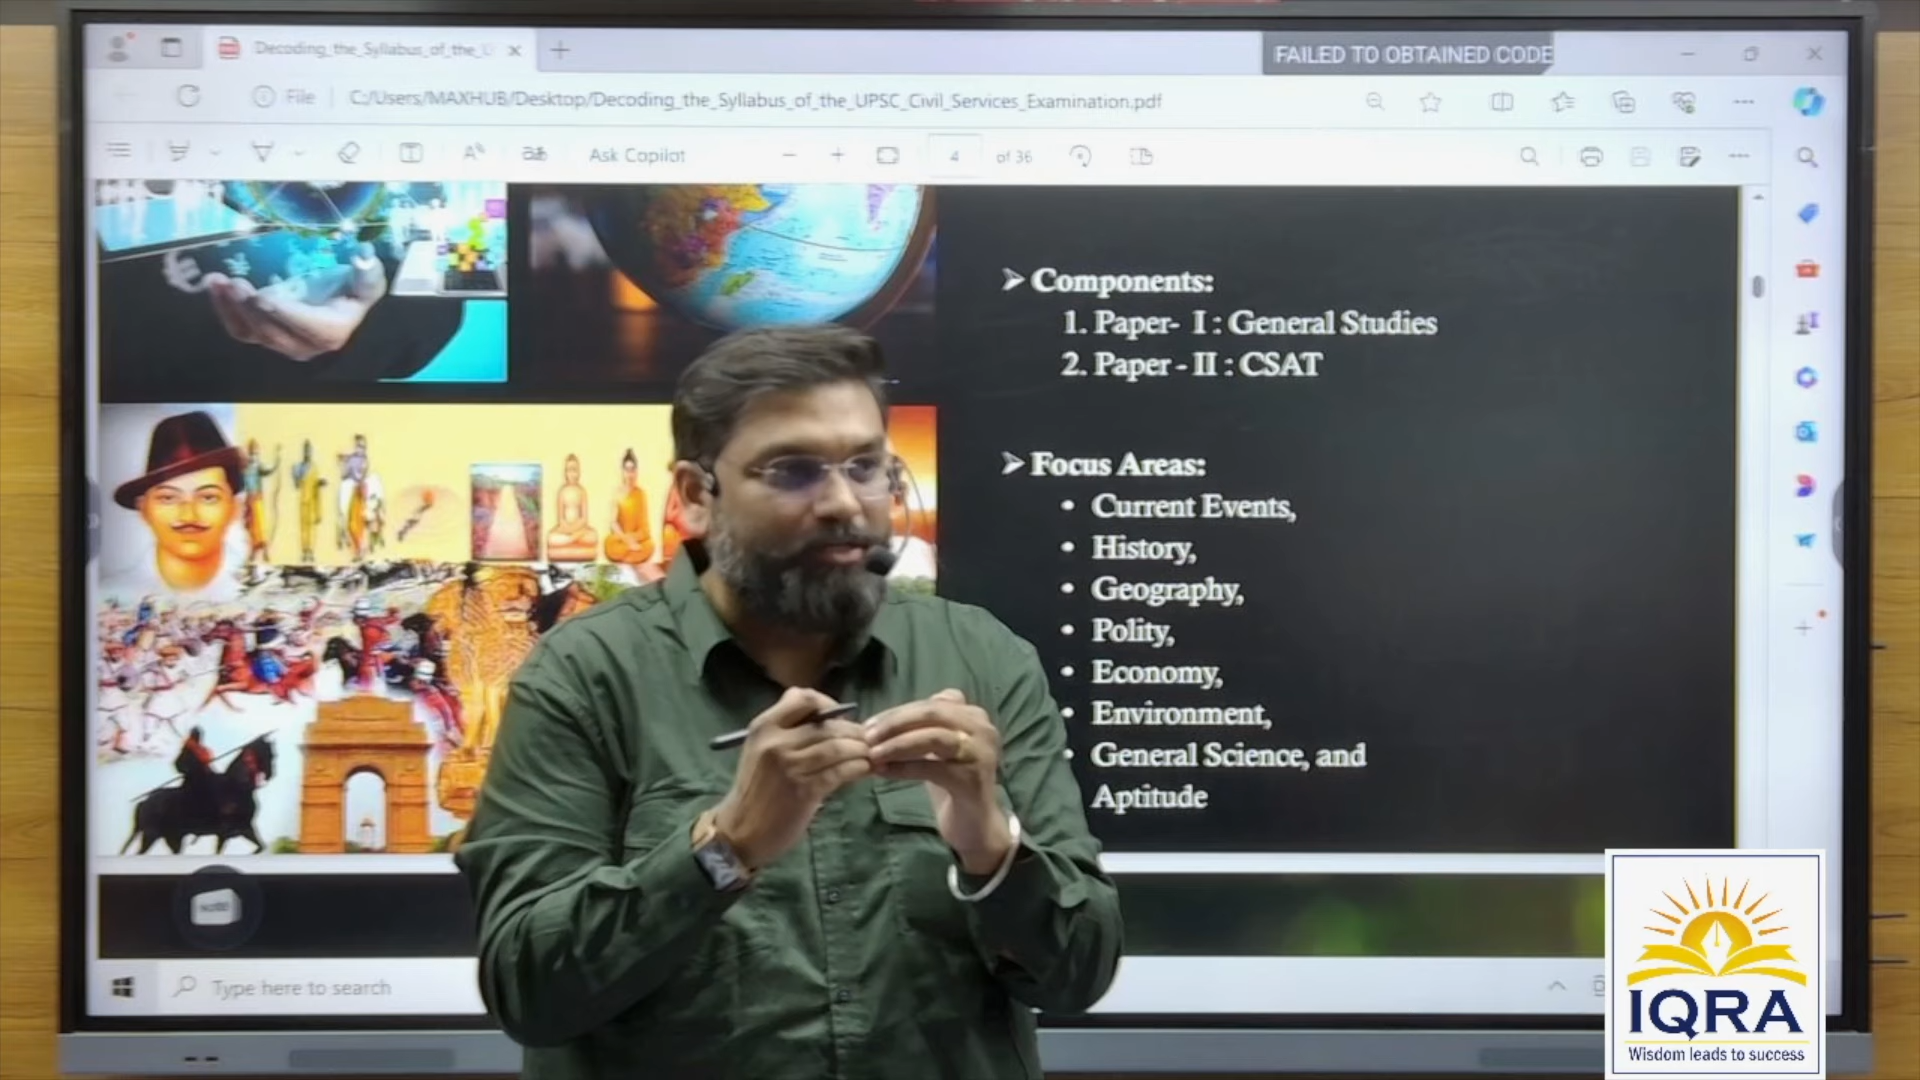 Decoding_the_Syllabus_of_the_U
FAILED TO OBTAINED CODE
File
C:/Users/MAXHUB/Desktop/Decoding_the_Syllabus_of_the_UPSC_Civil_Services_Examination.pdf
Ask Copilot
4 of 36
➢ Components:
1. Paper- I : General Studies
2. Paper - II : CSAT
➢ Focus Areas:
• Current Events,
• History,
• Geography,
• Polity,
• Economy,
• Environment,
• General Science, and
Aptitude
NOTE
Type here to search
IQRA
Wisdom leads to success